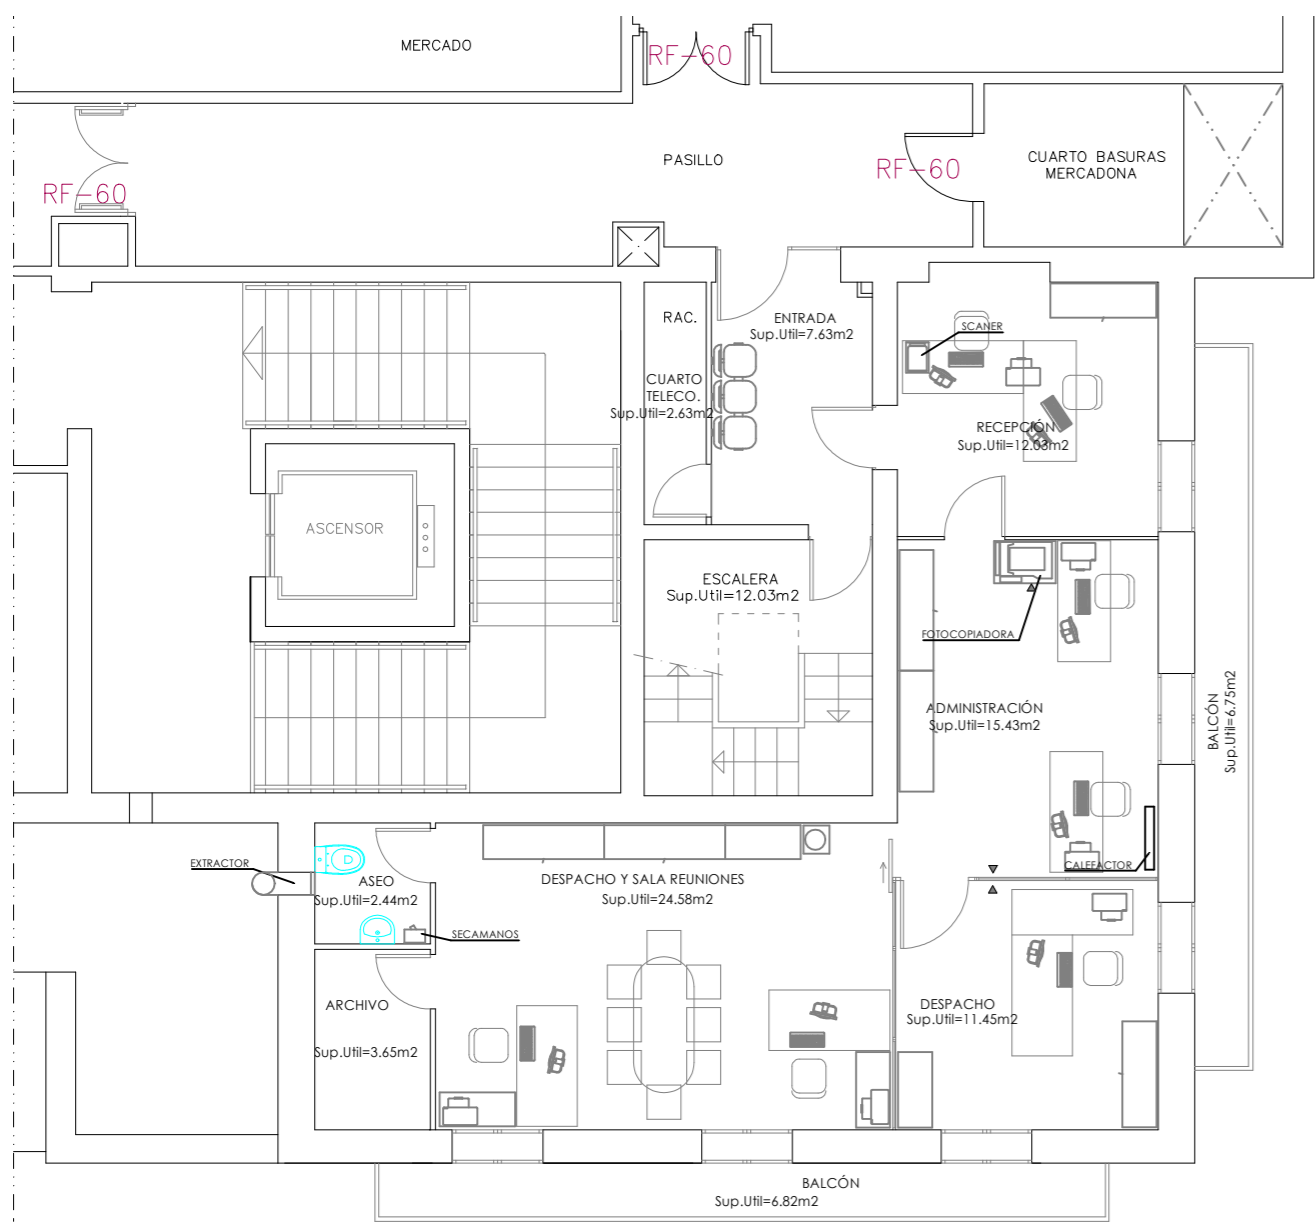 MERCADO
RF-60
PASILLO
RF-60
CUARTO BASURAS
MERCADONA
RF-60
RAC.
ENTRADA
Sup.Util=7.63m2
SCANER
CUARTO
TELECO.
Sup.Util=2.63m2
RECEPCIÓN
Sup.Util=12.03m2
ASCENSOR
ESCALERA
Sup.Util=12.03m2
FOTOCOPIADORA
ADMINISTRACIÓN
Sup.Util=15.43m2
BALCÓN
Sup.Util=6.75m2
EXTRACTOR
ASEO
Sup.Util=2.44m2
DESPACHO Y SALA REUNIONES
Sup.Util=24.58m2
CALEFACTOR
SECAMANOS
ARCHIVO
Sup.Util=3.65m2
DESPACHO
Sup.Util=11.45m2
BALCÓN
Sup.Util=6.82m2